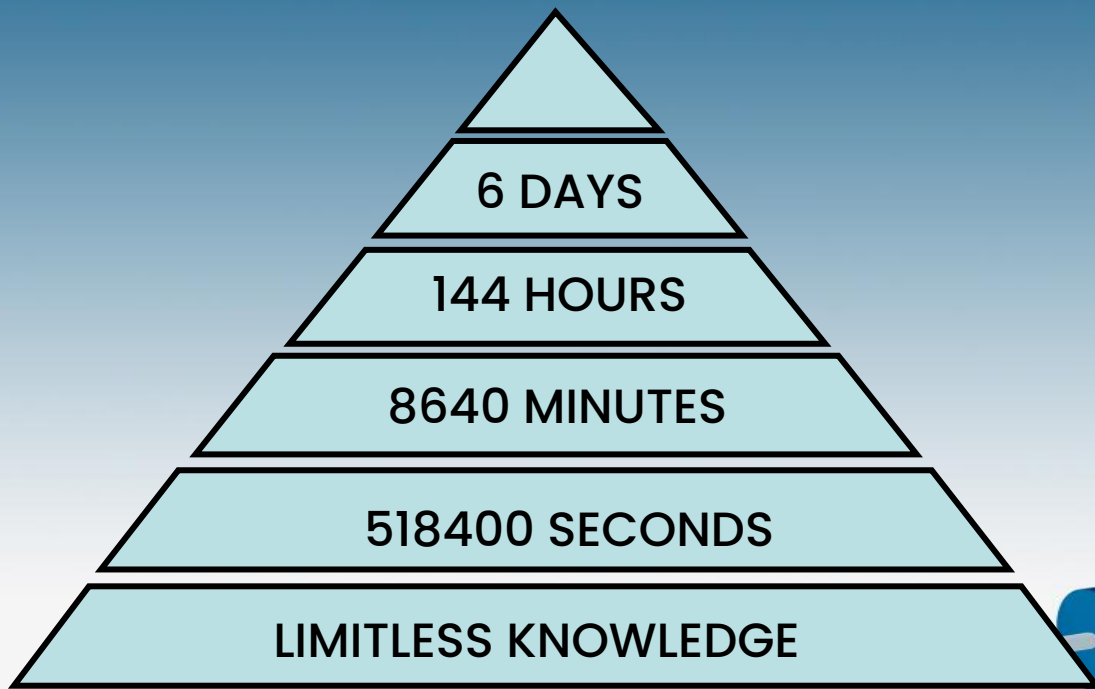 6 DAYS
144 HOURS
8640 MINUTES
518400 SECONDS
LIMITLESS KNOWLEDGE